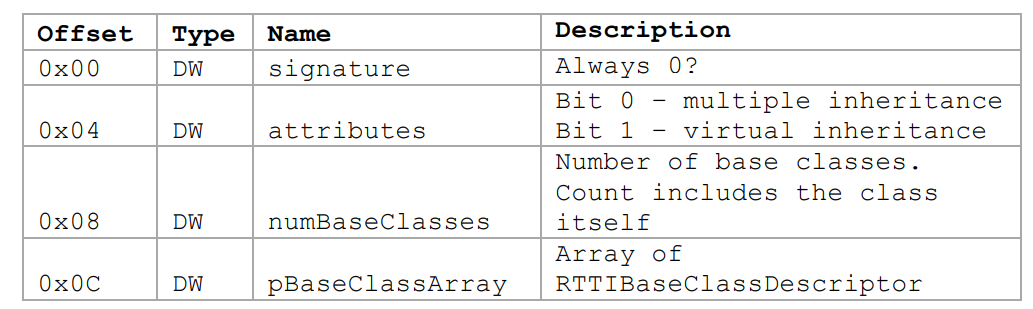 Offset Type Name Description
0x00 DW signature Always 0?
Bit 0 – multiple inheritance
0x04 DW attributes Bit 1 – virtual inheritance
Number of base classes.
Count includes the class
0x08 DW numBaseClasses itself
Array of
0x0C DW pBaseClassArray RTTIBaseClassDescriptor